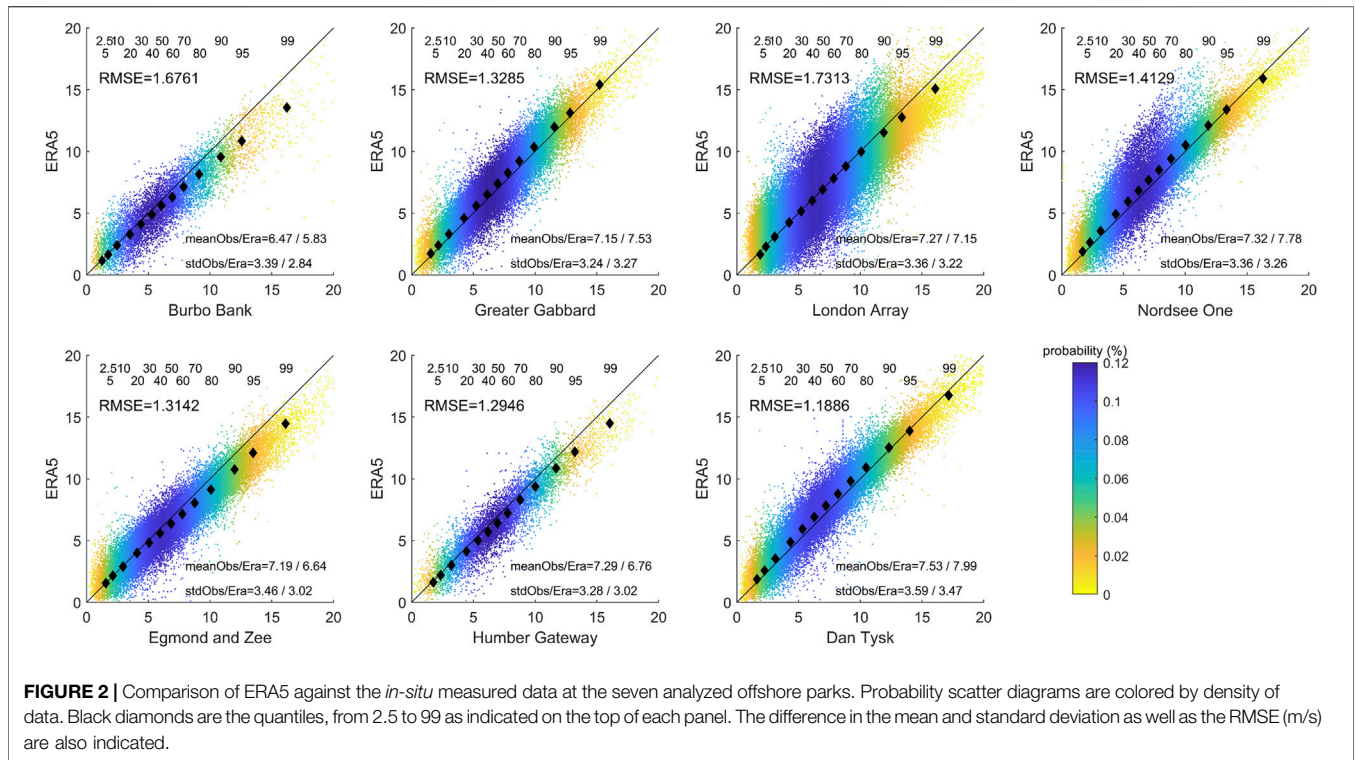 20
15
10
5
0
ERA5
2.5 10 30 50 70 90 99
5 20 40 60 80 95
RMSE=1.6761
meanObs/Era=6.47 / 5.83
stdObs/Era=3.39 / 2.84
0 5 10 15 20
Burbo Bank
20
15
10
5
0
ERA5
2.5 10 30 50 70 90 99
5 20 40 60 80 95
RMSE=1.3285
meanObs/Era=7.15 / 7.53
stdObs/Era=3.24 / 3.27
0 5 10 15 20
Greater Gabbard
20
15
10
5
0
ERA5
2.5 10 30 50 70 90 99
5 20 40 60 80 95
RMSE=1.7313
meanObs/Era=7.27 / 7.15
stdObs/Era=3.36 / 3.22
0 5 10 15 20
London Array
20
15
10
5
0
ERA5
2.5 10 30 50 70 90 99
5 20 40 60 80 95
RMSE=1.4129
meanObs/Era=7.32 / 7.78
stdObs/Era=3.36 / 3.26
0 5 10 15 20
Nordsee One
20
15
10
5
0
ERA5
2.5 10 30 50 70 90 99
5 20 40 60 80 95
RMSE=1.3142
meanObs/Era=7.19 / 6.64
stdObs/Era=3.46 / 3.02
0 5 10 15 20
Egmond and Zee
20
15
10
5
0
ERA5
2.5 10 30 50 70 90 99
5 20 40 60 80 95
RMSE=1.2946
meanObs/Era=7.29 / 6.76
stdObs/Era=3.28 / 3.02
0 5 10 15 20
Humber Gateway
20
15
10
5
0
ERA5
2.5 10 30 50 70 90 99
5 20 40 60 80 95
RMSE=1.1886
meanObs/Era=7.53 / 7.99
stdObs/Era=3.59 / 3.47
0 5 10 15 20
Dan Tysk
probability (%)
0.12
0.1
0.08
0.06
0.04
0.02
0
FIGURE 2 | Comparison of ERA5 against the in-situ measured data at the seven analyzed offshore parks. Probability scatter diagrams are colored by density of
data. Black diamonds are the quantiles, from 2.5 to 99 as indicated on the top of each panel. The difference in the mean and standard deviation as well as the RMSE (m/s)
are also indicated.